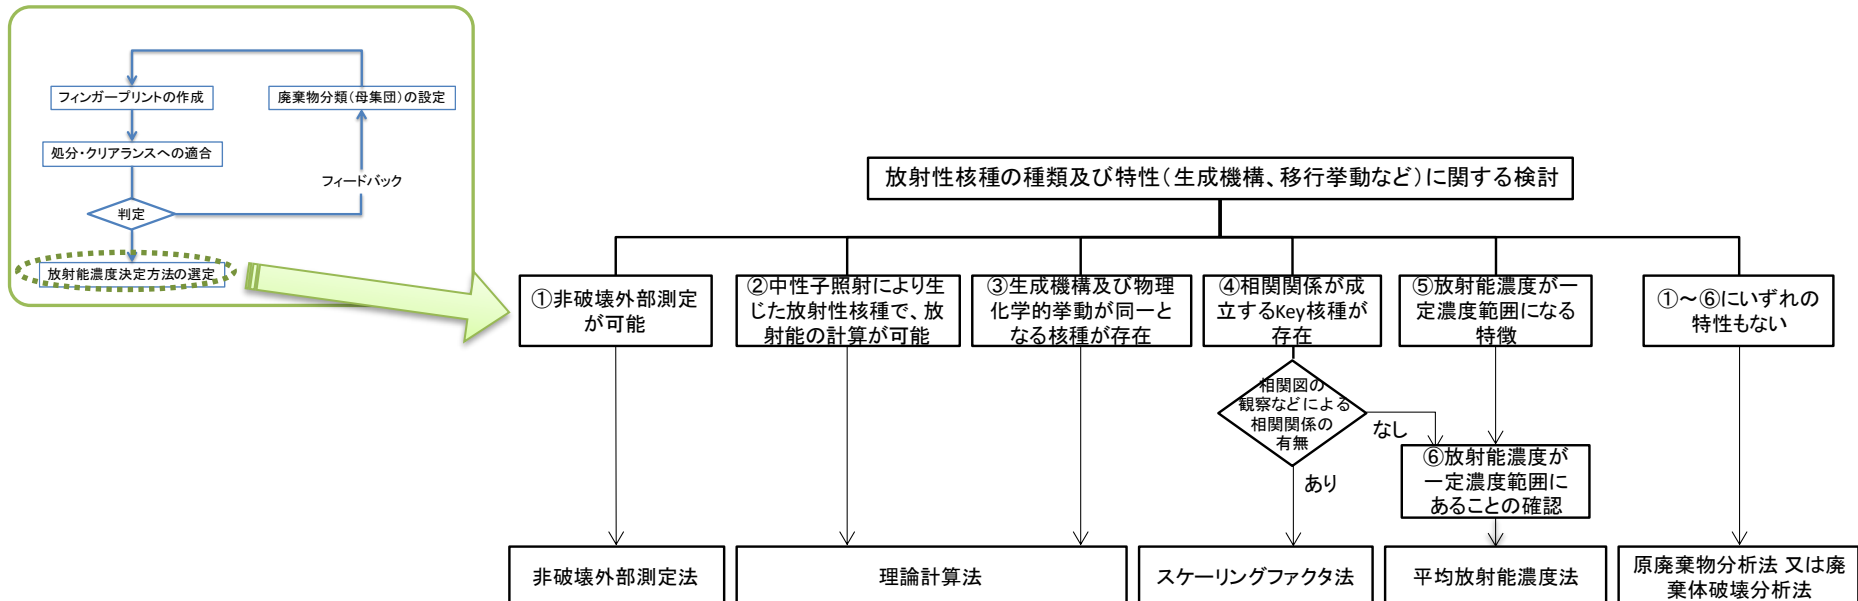 フィンガープリントの作成
廃棄物分類(母集団)の設定
処分・クリアランスへの適合
フィードバック
判定
放射能濃度決定方法の選定
放射性核種の種類及び特性(生成機構、移行挙動など)に関する検討
①非破壊外部測定
が可能
②中性子照射により生
じた放射性核種で、放
射能の計算が可能
③生成機構及び物理
化学的挙動が同一と
なる核種が存在
④相関関係が成
立するKey核種が
存在
⑤放射能濃度が一
定濃度範囲になる
特徴
①～⑥にいずれの
特性もない
相関図の
観察などによる
相関関係の
有無
なし
あり
⑥放射能濃度が
一定濃度範囲に
あることの確認
非破壊外部測定法
理論計算法
スケーリングファクタ法
平均放射能濃度法
原廃棄物分析法 又は廃
棄体破壊分析法